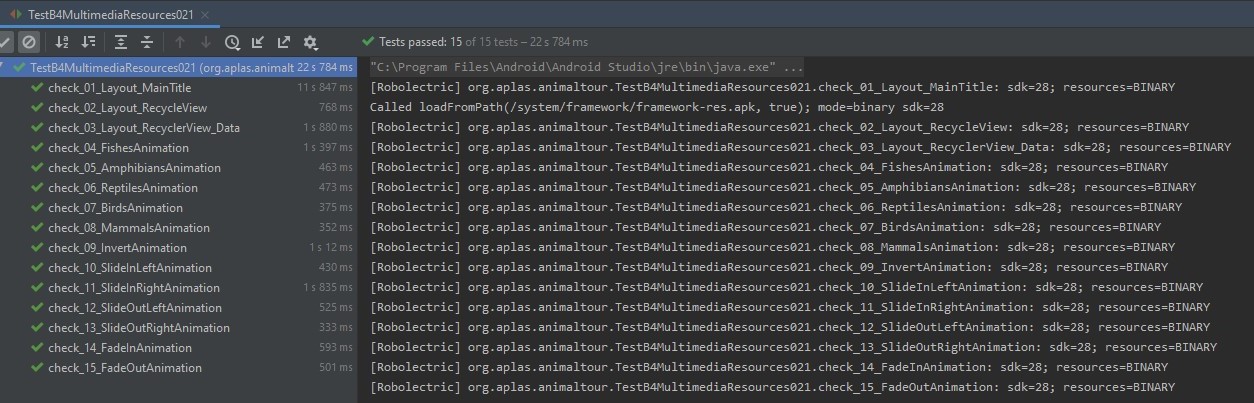 TestB4MultimediaResources021
Tests passed: 15 of 15 tests – 22 s 784 ms
TestB4MultimediaResources021 (org.aplas.animalt 22 s 784 ms
check_01_Layout_MainTitle 11 s 847 ms
check_02_Layout_RecycleView 768 ms
check_03_Layout_RecyclerView_Data 1 s 880 ms
check_04_FishesAnimation 1 s 397 ms
check_05_AmphibiansAnimation 463 ms
check_06_ReptilesAnimation 473 ms
check_07_BirdsAnimation 375 ms
check_08_MammalsAnimation 352 ms
check_09_InvertAnimation 1 s 12 ms
check_10_SlideInLeftAnimation 430 ms
check_11_SlideInRightAnimation 1 s 835 ms
check_12_SlideOutLeftAnimation 525 ms
check_13_SlideOutRightAnimation 333 ms
check_14_FadeInAnimation 593 ms
check_15_FadeOutAnimation 501 ms
"C:\Program Files\Android\Android Studio\jre\bin\java.exe" ...
[Robolectric] org.aplas.animaltour.TestB4MultimediaResources021.check_01_Layout_MainTitle: sdk=28; resources=BINARY
Called loadFromPath(/system/framework/framework-res.apk, true); mode=binary sdk=28
[Robolectric] org.aplas.animaltour.TestB4MultimediaResources021.check_02_Layout_RecycleView: sdk=28; resources=BINARY
[Robolectric] org.aplas.animaltour.TestB4MultimediaResources021.check_03_Layout_RecyclerView_Data: sdk=28; resources=BINARY
[Robolectric] org.aplas.animaltour.TestB4MultimediaResources021.check_04_FishesAnimation: sdk=28; resources=BINARY
[Robolectric] org.aplas.animaltour.TestB4MultimediaResources021.check_05_AmphibiansAnimation: sdk=28; resources=BINARY
[Robolectric] org.aplas.animaltour.TestB4MultimediaResources021.check_06_ReptilesAnimation: sdk=28; resources=BINARY
[Robolectric] org.aplas.animaltour.TestB4MultimediaResources021.check_07_BirdsAnimation: sdk=28; resources=BINARY
[Robolectric] org.aplas.animaltour.TestB4MultimediaResources021.check_08_MammalsAnimation: sdk=28; resources=BINARY
[Robolectric] org.aplas.animaltour.TestB4MultimediaResources021.check_09_InvertAnimation: sdk=28; resources=BINARY
[Robolectric] org.aplas.animaltour.TestB4MultimediaResources021.check_10_SlideInLeftAnimation: sdk=28; resources=BINARY
[Robolectric] org.aplas.animaltour.TestB4MultimediaResources021.check_11_SlideInRightAnimation: sdk=28; resources=BINARY
[Robolectric] org.aplas.animaltour.TestB4MultimediaResources021.check_12_SlideOutLeftAnimation: sdk=28; resources=BINARY
[Robolectric] org.aplas.animaltour.TestB4MultimediaResources021.check_13_SlideOutRightAnimation: sdk=28; resources=BINARY
[Robolectric] org.aplas.animaltour.TestB4MultimediaResources021.check_14_FadeInAnimation: sdk=28; resources=BINARY
[Robolectric] org.aplas.animaltour.TestB4MultimediaResources021.check_15_FadeOutAnimation: sdk=28; resources=BINARY